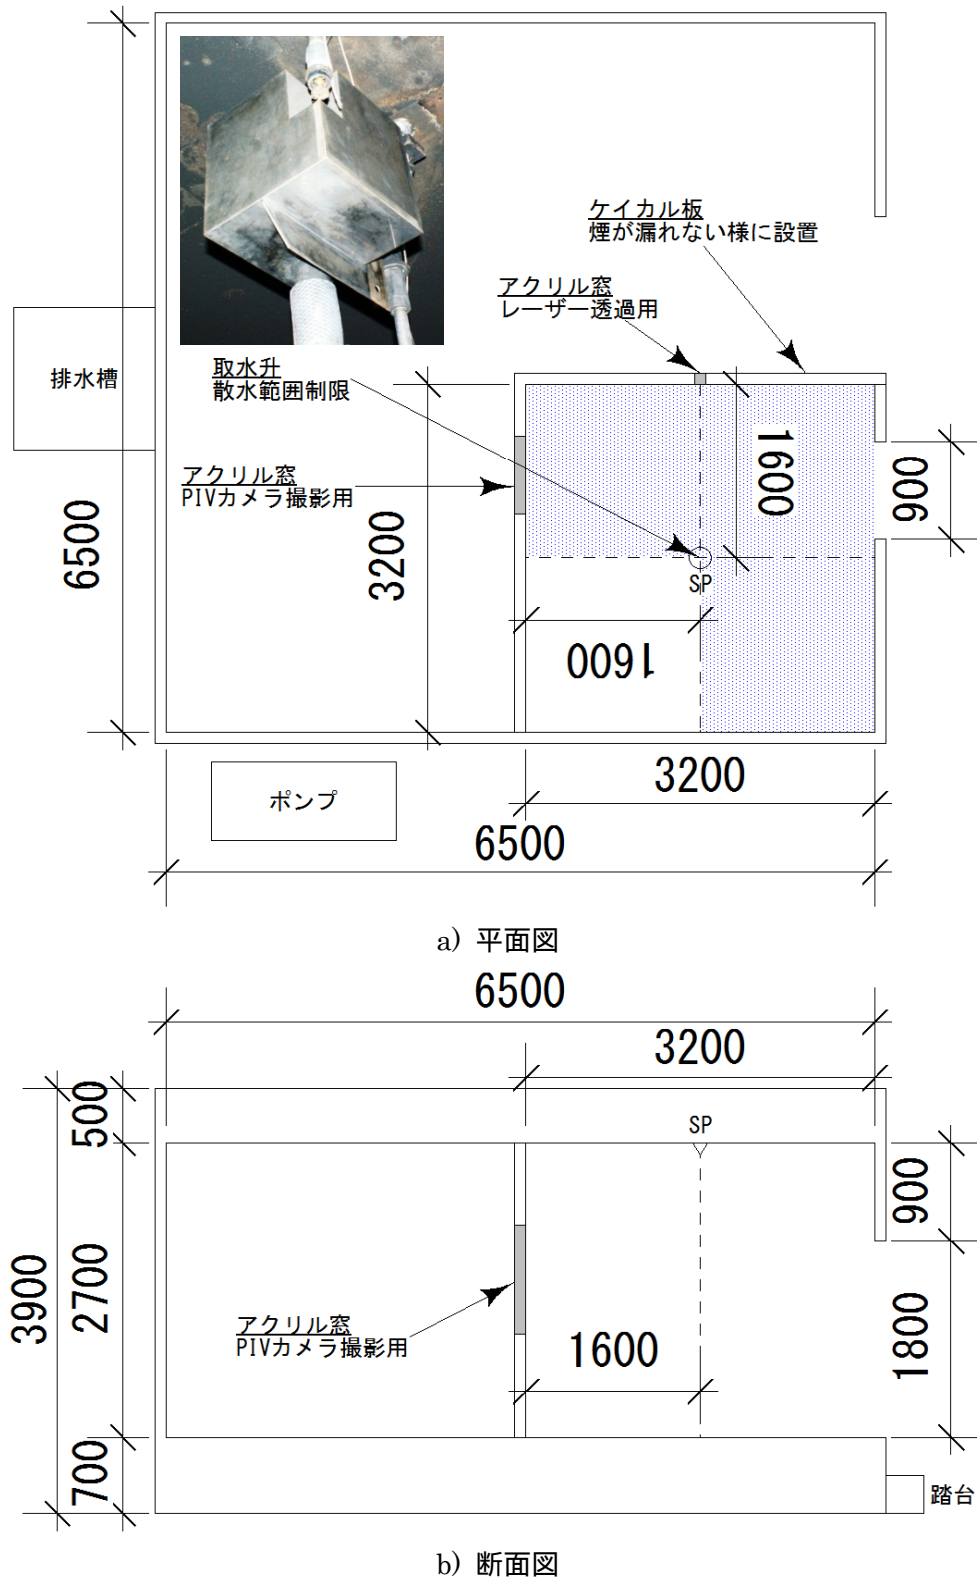 ケイカル板
煙が漏れない様に設置
アクリル窓
レーザー透過用
取水升
散水範囲制限
排水槽
アクリル窓
PIVカメラ撮影用
6500
3200
1600
900
SP
1600
3200
ポンプ
6500
a) 平面図
6500
3200
500
SP
900
2700
3900
アクリル窓
PIVカメラ撮影用
1600
1800
700
踏台
b) 断面図